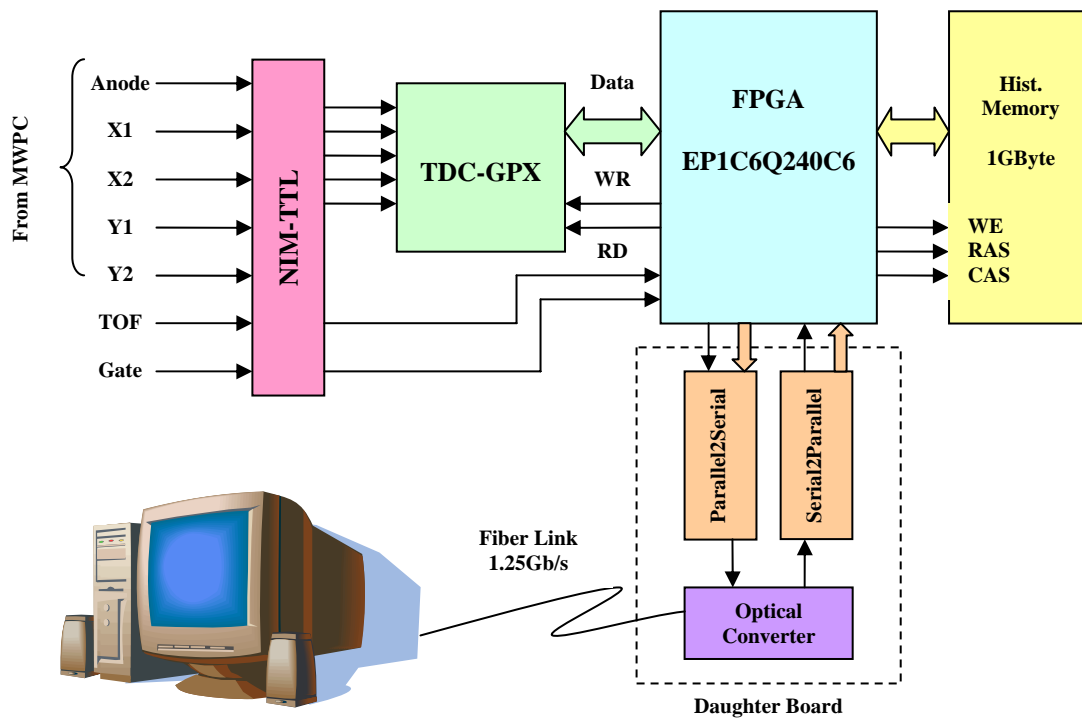 From MWPC
Anode
X1
X2
Y1
Y2
TOF
Gate
NIM-TTL
TDC-GPX
Data
WR
RD
FPGA
EP1C6Q240C6
Hist.
Memory
1GByte
WE
RAS
CAS
Parallel2Serial
Serial2Parallel
Fiber Link
1.25Gb/s
Optical
Converter
Daughter Board